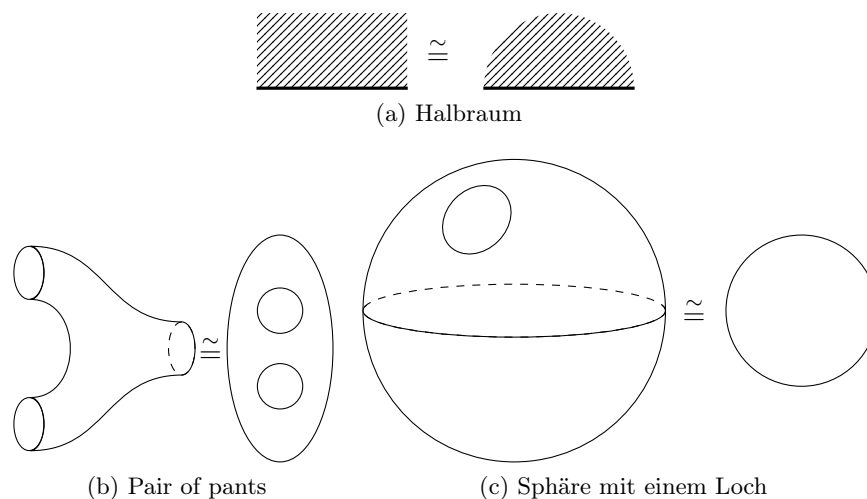 ≅
(a) Halbraum
≅
≅
(b) Pair of pants
(c) Sphäre mit einem Loch